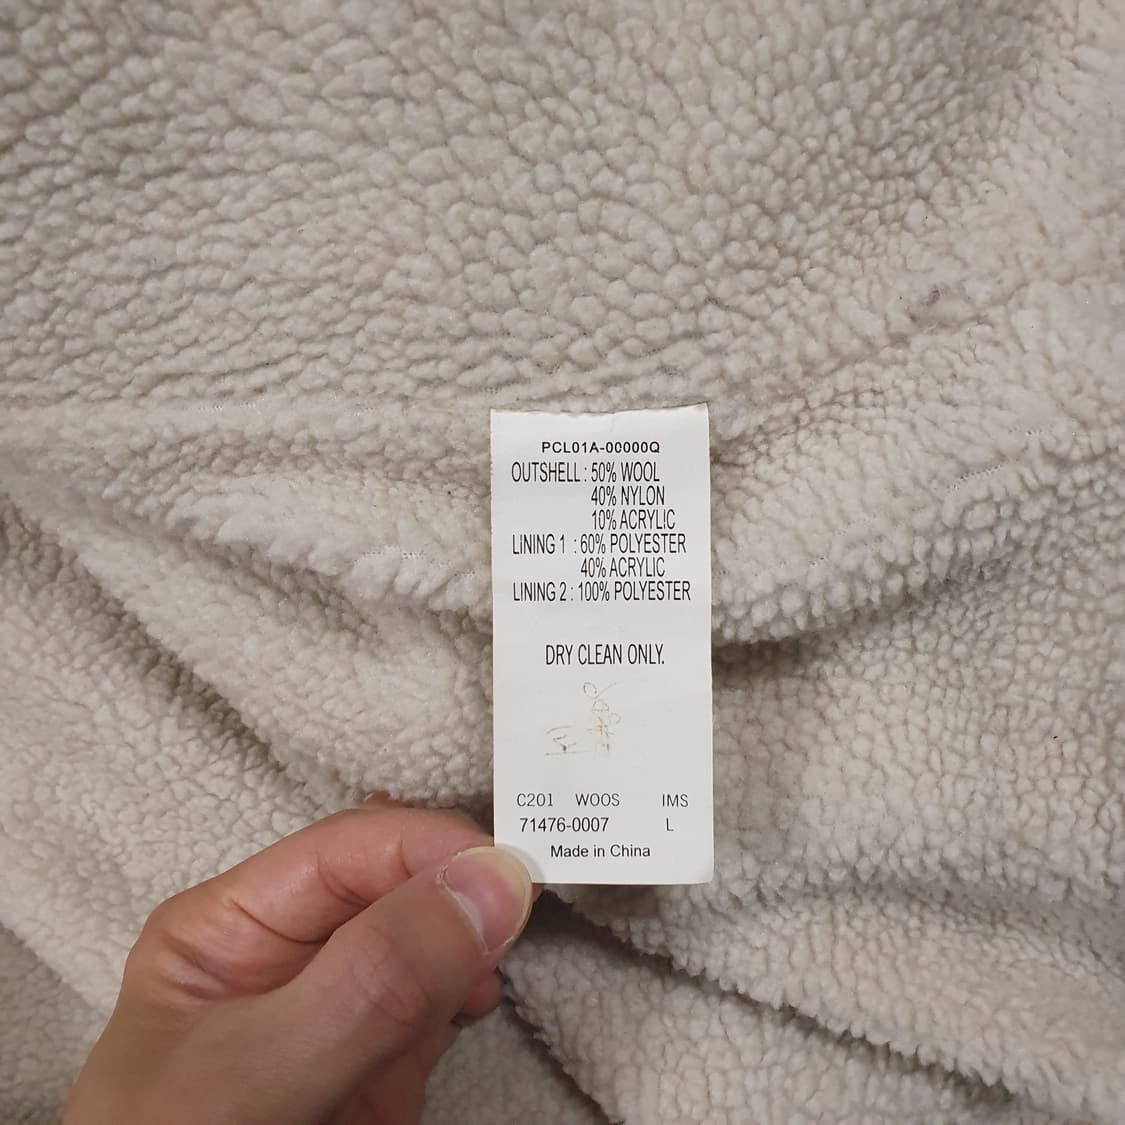 PCL01A-00000Q
OUTSHELL : 50% WOOL
40% NYLON
10% ACRYLIC
LINING 1 : 60% POLYESTER
40% ACRYLIC
LINING 2 : 100% POLYESTER
DRY CLEAN ONLY.
C201 WOOS IMS
71476-0007 L
Made in China